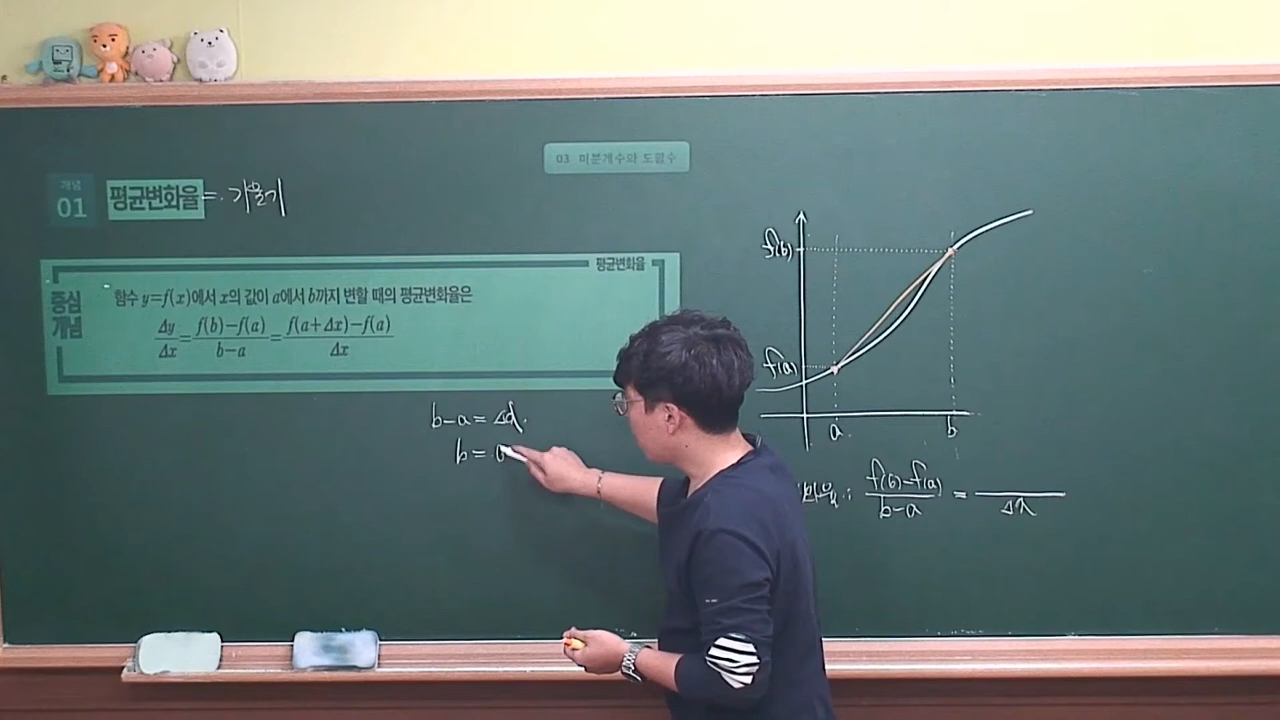 03 미분계수와 도함수
개념
01 평균변화율 = 기울기
평균변화율
중심
개념
함수 y=f(x)에서 x의 값이 a에서 b까지 변할 때의 평균변화율은
Δy/Δx = f(b)-f(a)/b-a = f(a+Δx)-f(a)/Δx
b-a = Δx
b = a
f(b)
f(a)
a
b
변화율 : f(b)-f(a)/b-a = /Δx